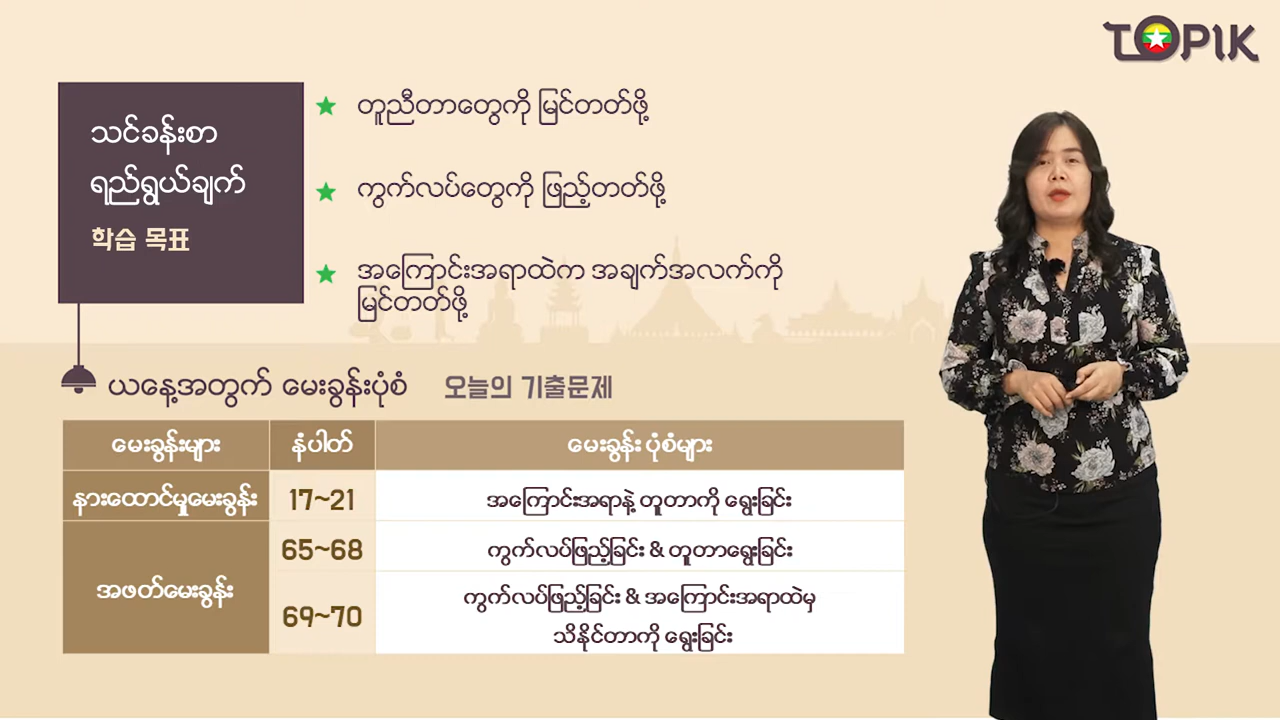 TOPIK
သင်ခန်းစာ
ရည်ရွယ်ချက်
학습 목표
တူညီတာတွေကို မြင်တတ်ဖို့
ကွက်လပ်တွေကို ဖြည့်တတ်ဖို့
အကြောင်းအရာထဲက အချက်အလက်ကို
မြင်တတ်ဖို့
ယနေ့အတွက် မေးခွန်းပုံစံ 오늘의 기출문제
မေးခွန်းများ နံပါတ် မေးခွန်း ပုံစံများ
နားထောင်မှုမေးခွန်း 17~21 အကြောင်းအရာနဲ့ တူတာကို ရွေးခြင်း
အဖတ်မေးခွန်း 65~68 ကွက်လပ်ဖြည့်ခြင်း & တူတာရွေးခြင်း
69~70 ကွက်လပ်ဖြည့်ခြင်း & အကြောင်းအရာထဲမှ
သိနိုင်တာကို ရွေးခြင်း